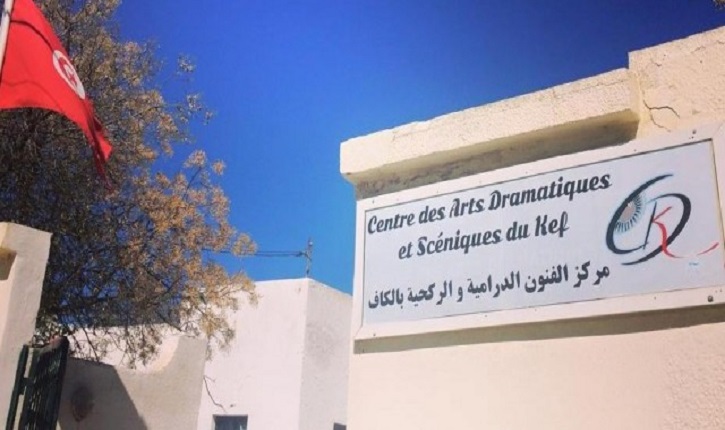 Centre des Arts Dramatiques
et Scéniques du Kef
مركز الفنون الدرامية و الركحية بالكاف